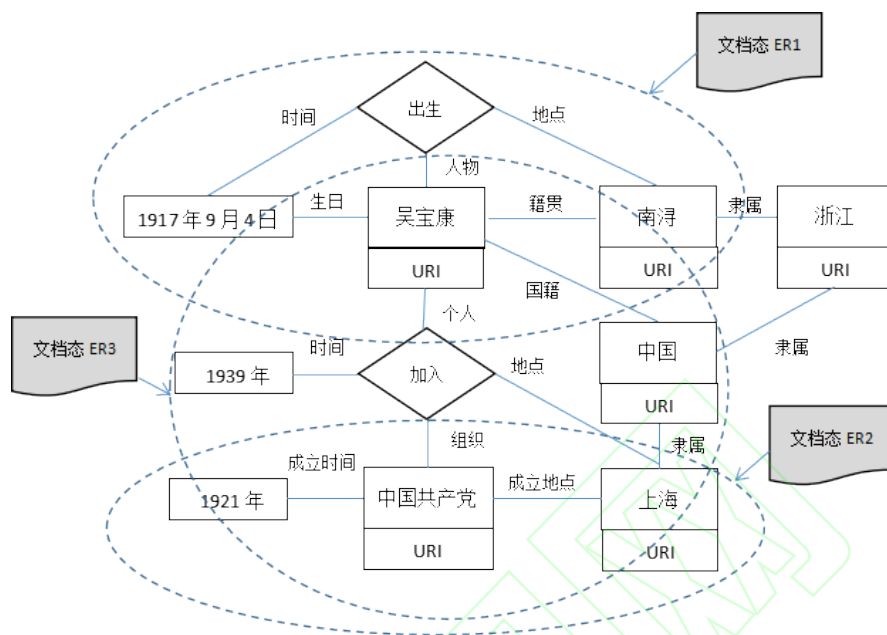 文档态 ER1
出生
时间
地点
人物
1917 年 9 月 4 日
生日
吴宝康
URI
籍贯
南浔
URI
隶属
浙江
URI
国籍
个人
中国
URI
隶属
文档态 ER3
时间
1939 年
加入
地点
组织
隶属
文档态 ER2
成立时间
1921 年
中国共产党
URI
成立地点
上海
URI